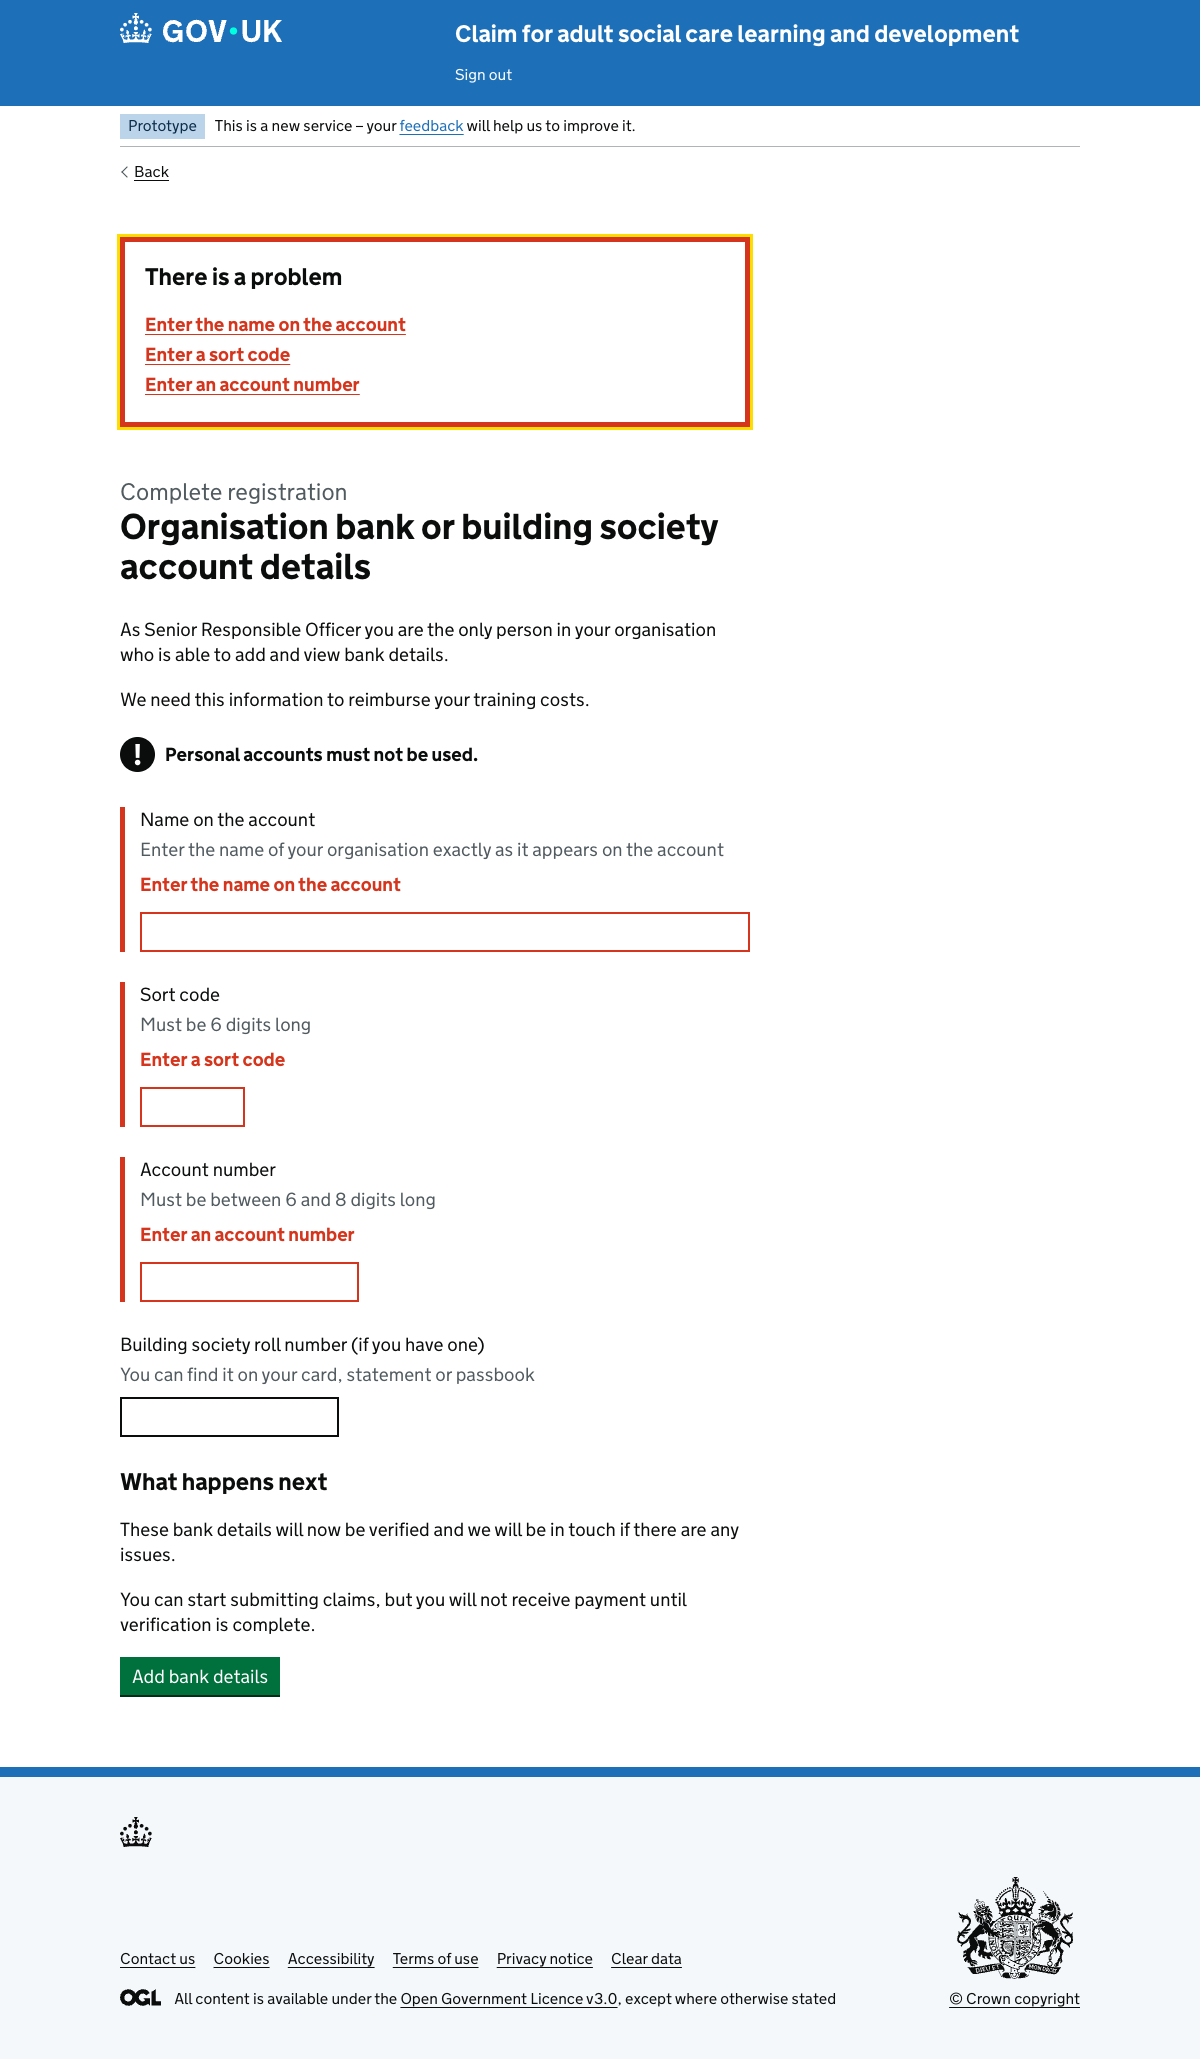 GOV.UK
Claim for adult social care learning and development
Sign out
Prototype This is a new service – your feedback will help us to improve it.
Back
There is a problem
Enter the name on the account
Enter a sort code
Enter an account number
Complete registration
Organisation bank or building society
account details
As Senior Responsible Officer you are the only person in your organisation
who is able to add and view bank details.
We need this information to reimburse your training costs.
! Personal accounts must not be used.
Name on the account
Enter the name of your organisation exactly as it appears on the account
Enter the name on the account
Sort code
Must be 6 digits long
Enter a sort code
Account number
Must be between 6 and 8 digits long
Enter an account number
Building society roll number (if you have one)
You can find it on your card, statement or passbook
What happens next
These bank details will now be verified and we will be in touch if there are any
issues.
You can start submitting claims, but you will not receive payment until
verification is complete.
Add bank details
Contact us Cookies Accessibility Terms of use Privacy notice Clear data
OGL All content is available under the Open Government Licence v3.0, except where otherwise stated
© Crown copyright